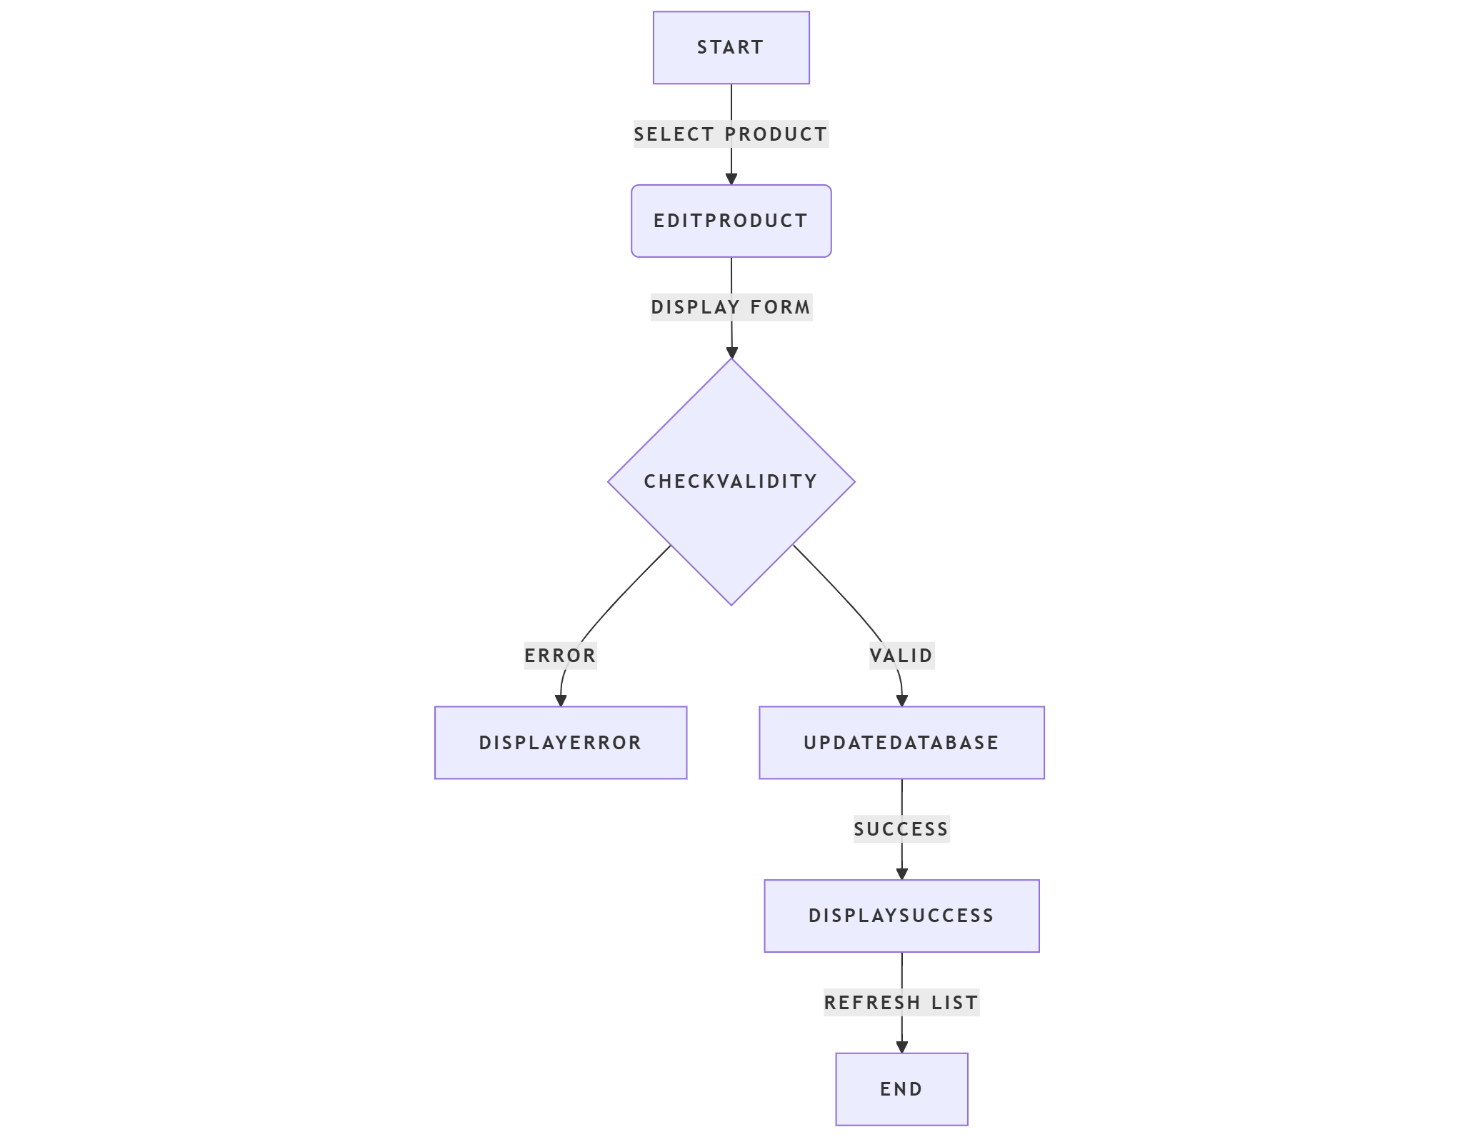 START
SELECT PRODUCT
EDITPRODUCT
DISPLAY FORM
CHECKVALIDITY
ERROR
VALID
DISPLAYERROR
UPDATEDATABASE
SUCCESS
DISPLAYSUCCESS
REFRESH LIST
END